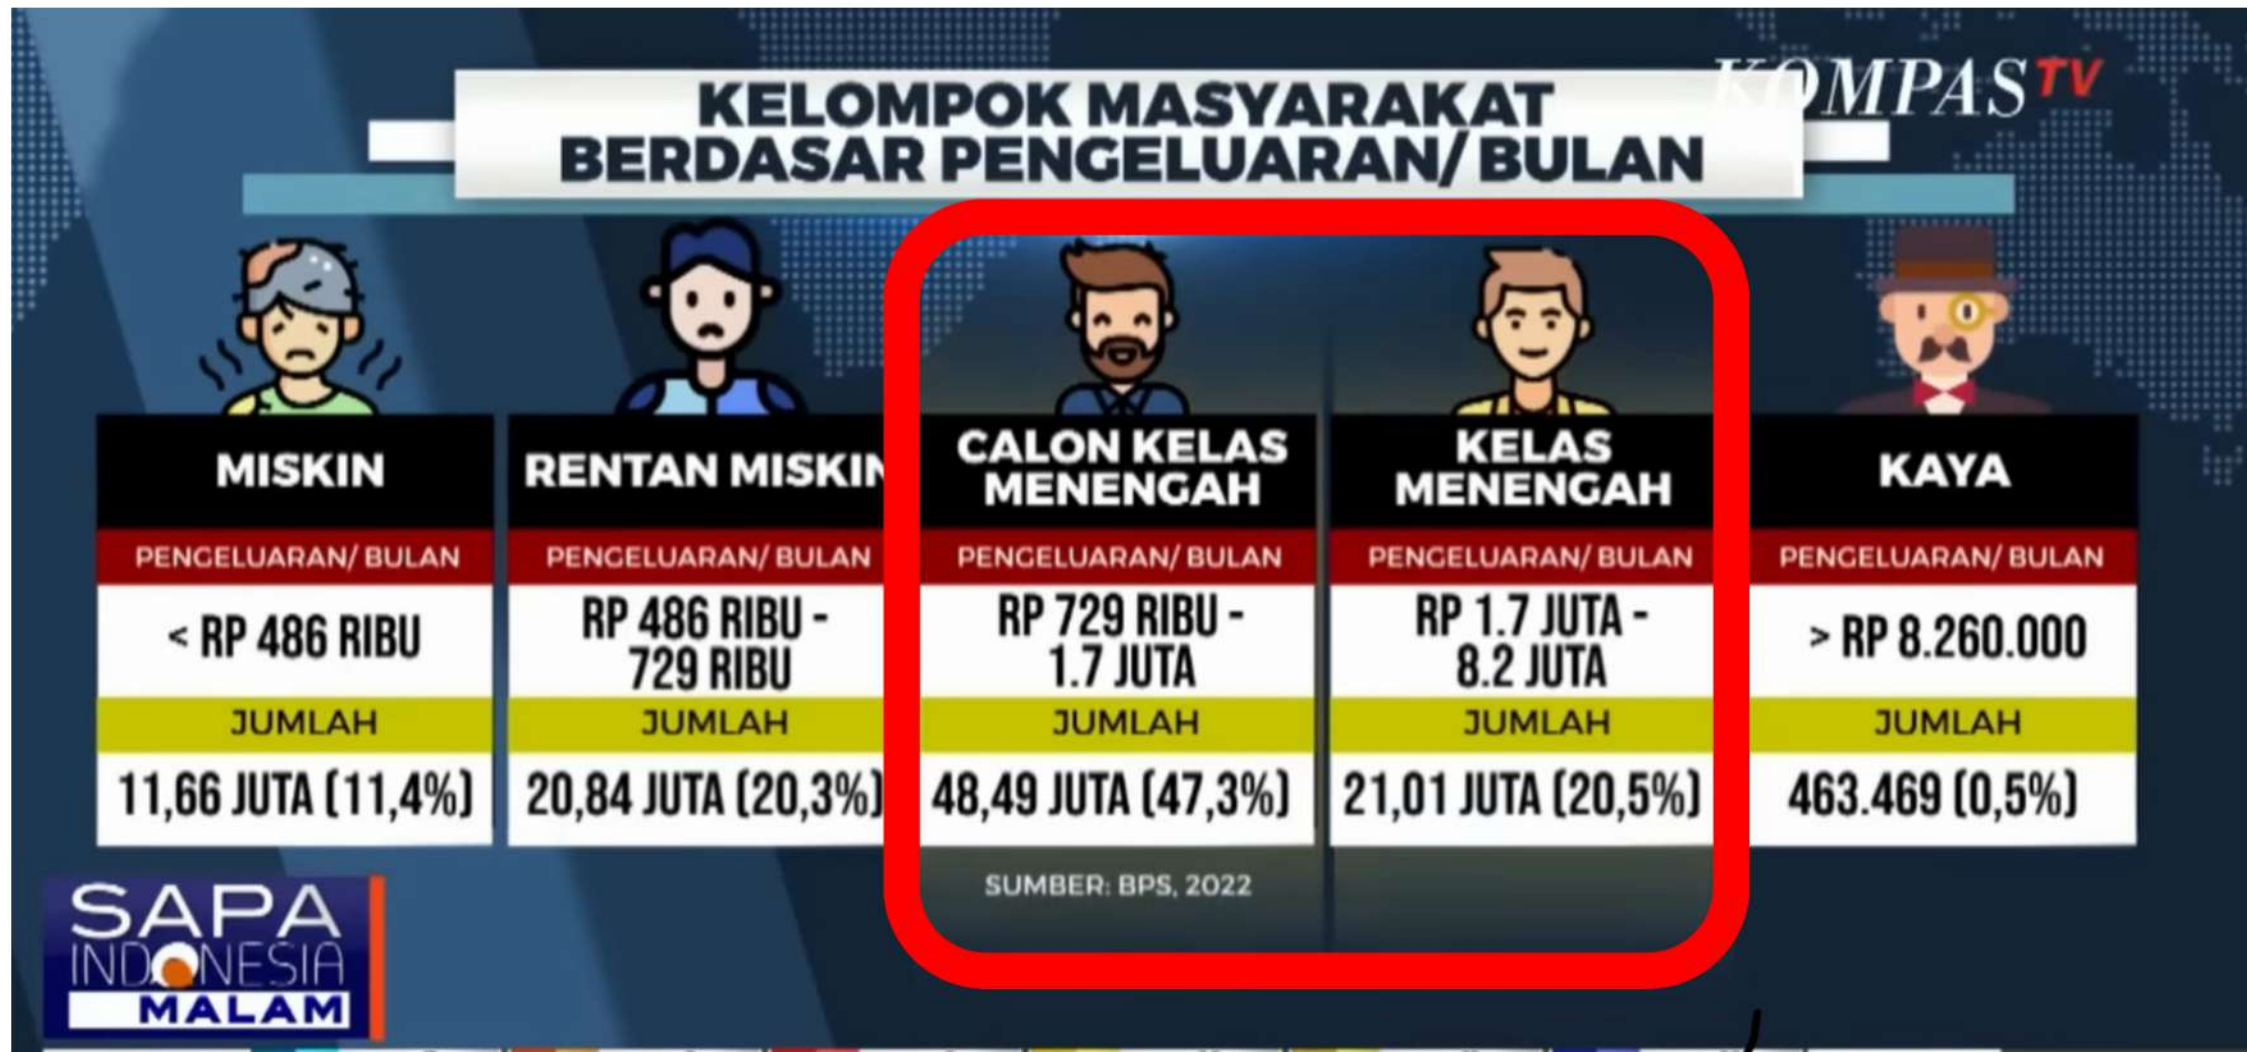 KOMPAS TV
KELOMPOK MASYARAKAT
BERDASAR PENGELUARAN/ BULAN
MISKIN
PENGELUARAN/ BULAN
< RP 486 RIBU
JUMLAH
11,66 JUTA (11,4%)
RENTAN MISKIN
PENGELUARAN/ BULAN
RP 486 RIBU -
729 RIBU
JUMLAH
20,84 JUTA (20,3%)
CALON KELAS
MENENGAH
PENGELUARAN/ BULAN
RP 729 RIBU -
1.7 JUTA
JUMLAH
48,49 JUTA (47,3%)
KELAS
MENENGAH
PENGELUARAN/ BULAN
RP 1.7 JUTA -
8.2 JUTA
JUMLAH
21,01 JUTA (20,5%)
KAYA
PENGELUARAN/ BULAN
> RP 8.260.000
JUMLAH
463.469 (0,5%)
SUMBER: BPS, 2022
SAPA
INDONESIA
MALAM